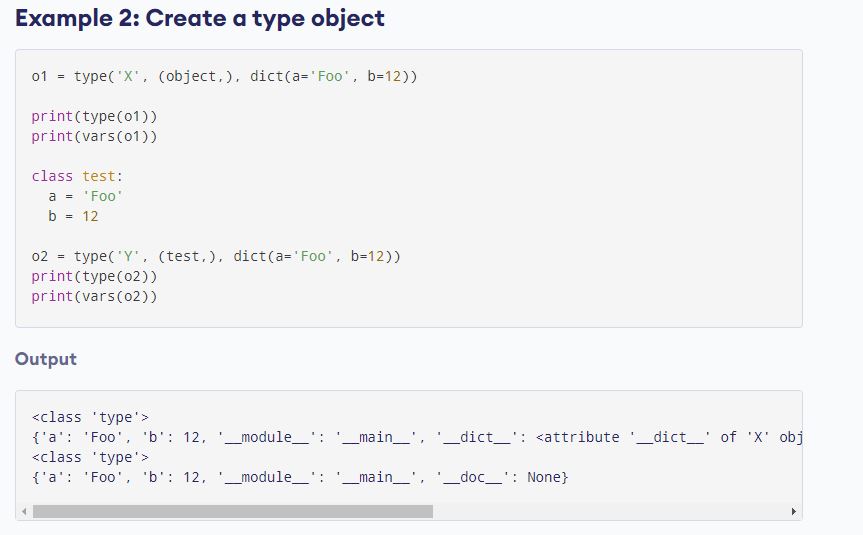 Example 2: Create a type object
o1 = type('X', (object,), dict(a='Foo', b=12))
print(type(o1))
print(vars(o1))
class test:
  a = 'Foo'
  b = 12
o2 = type('Y', (test,), dict(a='Foo', b=12))
print(type(o2))
print(vars(o2))
Output
<class 'type'>
{'a': 'Foo', 'b': 12, '__module__': '__main__', '__dict__': <attribute '__dict__' of 'X' obj
<class 'type'>
{'a': 'Foo', 'b': 12, '__module__': '__main__', '__doc__': None}